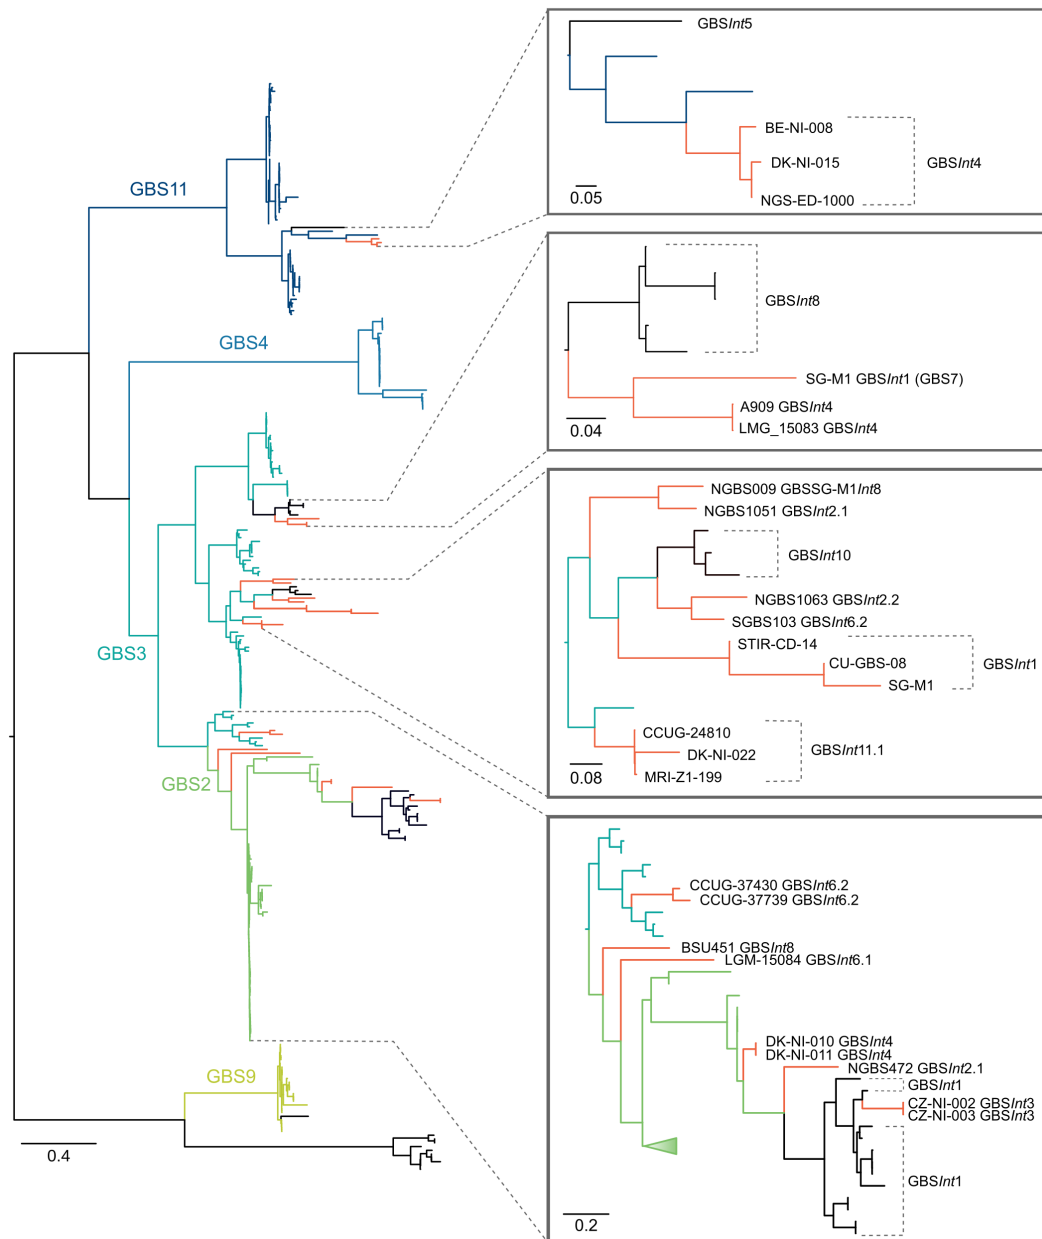 GBS11
GBS4
GBS3
GBS2
GBS9
0.4
GBSInt5
BE-NI-008
DK-NI-015
GBSInt4
NGS-ED-1000
0.05
GBSInt8
SG-M1 GBSInt1 (GBS7)
A909 GBSInt4
LMG_15083 GBSInt4
0.04
NGBS009 GBSSG-M1Int8
NGBS1051 GBSInt2.1
GBSInt10
NGBS1063 GBSInt2.2
SGBS103 GBSInt6.2
STIR-CD-14
CU-GBS-08
GBSInt1
SG-M1
CCUG-24810
GBSInt11.1
DK-NI-022
MRI-Z1-199
0.08
CCUG-37430 GBSInt6.2
CCUG-37739 GBSInt6.2
BSU451 GBSInt8
LGM-15084 GBSInt6.1
DK-NI-010 GBSInt4
DK-NI-011 GBSInt4
NGBS472 GBSInt2.1
GBSInt1
CZ-NI-002 GBSInt3
CZ-NI-003 GBSInt3
GBSInt1
0.2